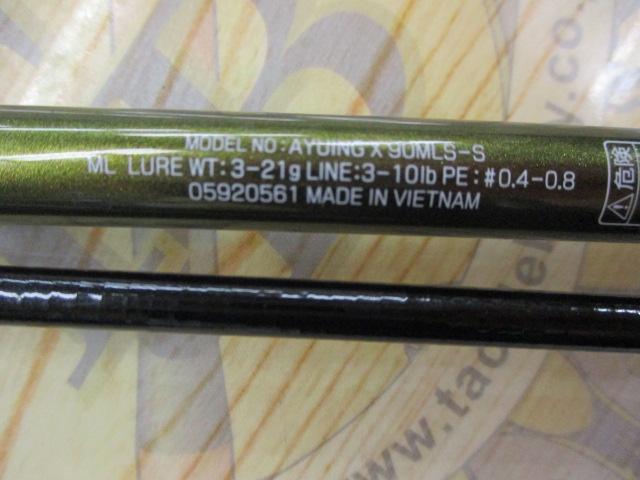 MODEL NO:AYUING X 90MLS-S
ML LURE WT:3-21g LINE:3-10lb PE:#0.4-0.8
05920561 MADE IN VIETNAM
危険